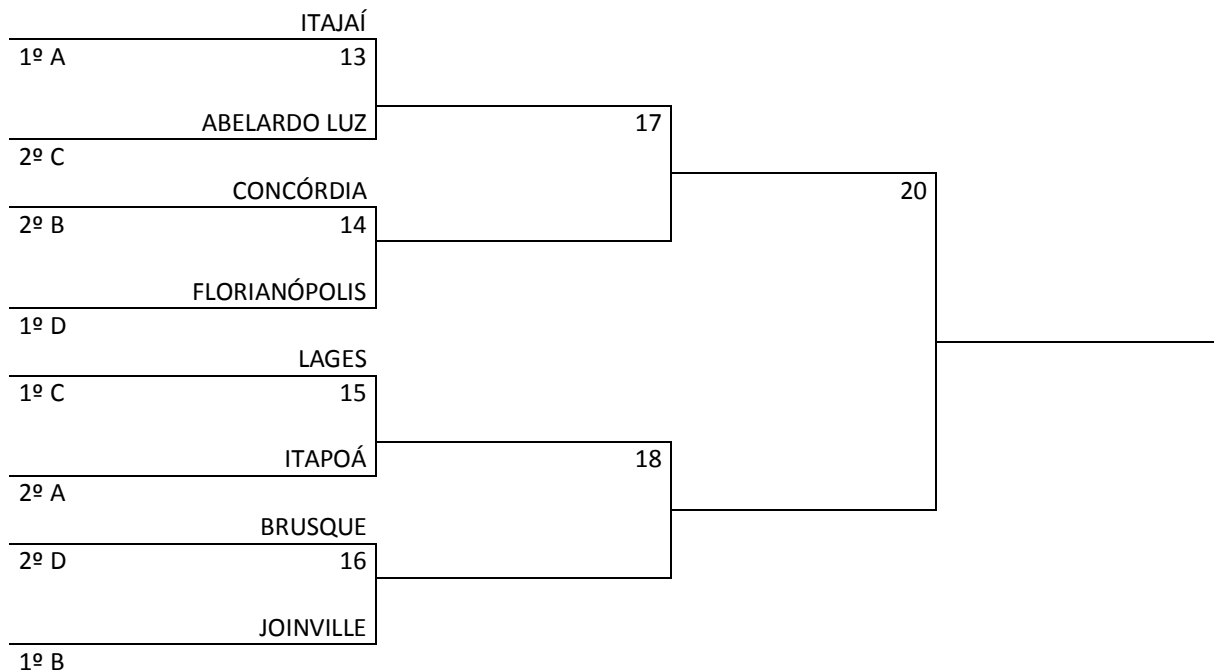 ITAJAÍ
1º A 13
ABELARDO LUZ 17
2º C
CONCÓRDIA 20
2º B 14
FLORIANÓPOLIS
1º D
LAGES
1º C 15
ITAPOÁ 18
2º A
BRUSQUE
2º D 16
JOINVILLE
1º B